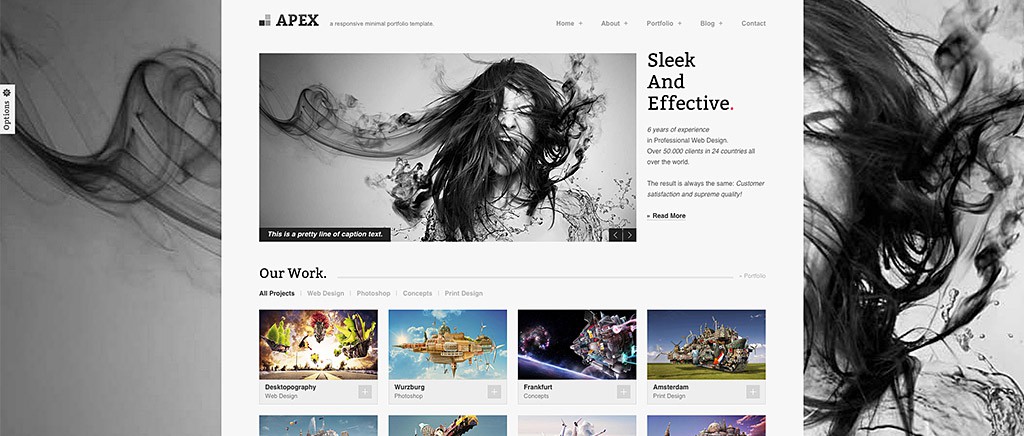 APEX
a responsive minimal portfolio template.
Home + About + Portfolio + Blog + Contact
Options
Sleek
And
Effective.
6 years of experience
in Professional Web Design.
Over 50.000 clients in 24 countries all
over the world.
The result is always the same: Customer
satisfaction and supreme quality!
» Read More
This is a pretty line of caption text.
Our Work.
» Portfolio
All Projects | Web Design | Photoshop | Concepts | Print Design
Desktopography
Web Design
Wurzburg
Photoshop
Frankfurt
Concepts
Amsterdam
Print Design